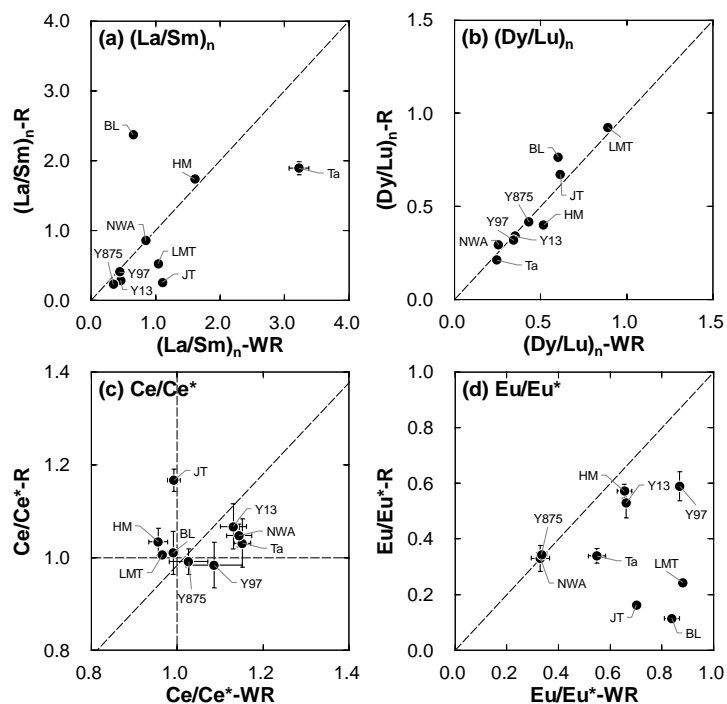 (a) (La/Sm)n
4.0
3.0
2.0
1.0
0.0
(La/Sm)n-R
BL
HM
Ta
NWA
Y875
Y97
Y13
LMT
JT
0.0 1.0 2.0 3.0 4.0
(La/Sm)n-WR
(b) (Dy/Lu)n
1.5
1.0
0.5
0.0
(Dy/Lu)n-R
BL
LMT
JT
Y875
HM
Y97
NWA
Y13
Ta
0.0 0.5 1.0 1.5
(Dy/Lu)n-WR
(c) Ce/Ce*
1.4
1.2
1.0
0.8
Ce/Ce*-R
JT
Y13
HM
BL
NWA
Ta
LMT
Y875
Y97
0.8 1.0 1.2 1.4
Ce/Ce*-WR
(d) Eu/Eu*
1.0
0.8
0.6
0.4
0.2
0.0
Eu/Eu*-R
HM
Y13
Y97
Y875
NWA
Ta
LMT
JT
BL
0.0 0.2 0.4 0.6 0.8 1.0
Eu/Eu*-WR